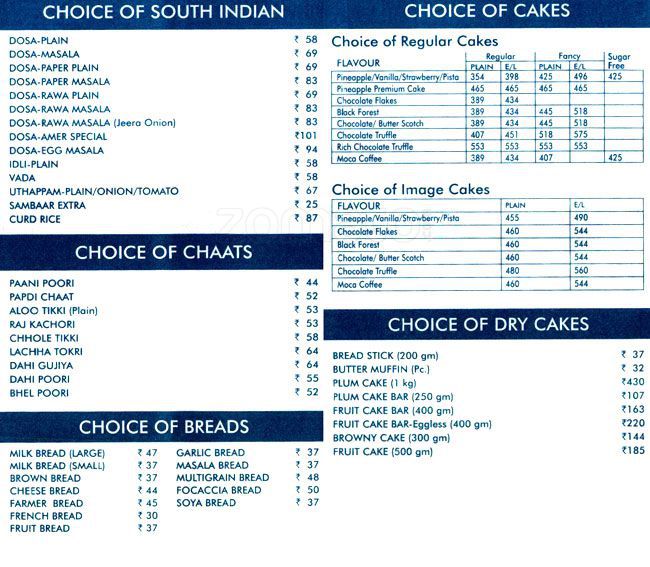 CHOICE OF SOUTH INDIAN
DOSA-PLAIN ₹ 58
DOSA-MASALA ₹ 69
DOSA-PAPER PLAIN ₹ 69
DOSA-PAPER MASALA ₹ 83
DOSA-RAWA PLAIN ₹ 69
DOSA-RAWA MASALA ₹ 83
DOSA-RAWA MASALA (Jeera Onion) ₹ 83
DOSA-AMER SPECIAL ₹101
DOSA-EGG MASALA ₹ 94
IDLI-PLAIN ₹ 58
VADA ₹ 58
UTHAPPAM-PLAIN/ONION/TOMATO ₹ 67
SAMBAAR EXTRA ₹ 25
CURD RICE ₹ 87
CHOICE OF CHAATS
PAANI POORI ₹ 44
PAPDI CHAAT ₹ 52
ALOO TIKKI (Plain) ₹ 53
RAJ KACHORI ₹ 53
CHHOLE TIKKI ₹ 58
LACHHA TOKRI ₹ 64
DAHI GUJIYA ₹ 64
DAHI POORI ₹ 55
BHEL POORI ₹ 52
CHOICE OF BREADS
MILK BREAD (LARGE) ₹ 47 GARLIC BREAD ₹ 37
MILK BREAD (SMALL) ₹ 37 MASALA BREAD ₹ 37
BROWN BREAD ₹ 37 MULTIGRAIN BREAD ₹ 48
CHEESE BREAD ₹ 44 FOCACCIA BREAD ₹ 50
FARMER BREAD ₹ 45 SOYA BREAD ₹ 37
FRENCH BREAD ₹ 30
FRUIT BREAD ₹ 37
CHOICE OF CAKES
Choice of Regular Cakes
FLAVOUR Regular Fancy Sugar Free
PLAIN E/L PLAIN E/L
Pineapple/Vanilla/Strawberry/Pista 354 398 425 496 425
Pineapple Premium Cake 465 465 465 465
Chocolate Flakes 389 434
Black Forest 389 434 445 518
Chocolate/ Butter Scotch 389 434 445 518
Chocolate Truffle 407 451 518 575
Rich Chocolate Truffle 553 553 553 553
Moca Coffee 389 434 407 425
Choice of Image Cakes
FLAVOUR PLAIN E/L
Pineapple/Vanilla/Strawberry/Pista 455 490
Chocolate Flakes 460 544
Black Forest 460 544
Chocolate/ Butter Scotch 460 544
Chocolate Truffle 480 560
Moca Coffee 460 544
CHOICE OF DRY CAKES
BREAD STICK (200 gm) ₹ 37
BUTTER MUFFIN (Pc.) ₹ 32
PLUM CAKE (1 kg) ₹430
PLUM CAKE BAR (250 gm) ₹107
FRUIT CAKE BAR (400 gm) ₹163
FRUIT CAKE BAR-Eggless (400 gm) ₹220
BROWNY CAKE (300 gm) ₹144
FRUIT CAKE (500 gm) ₹185